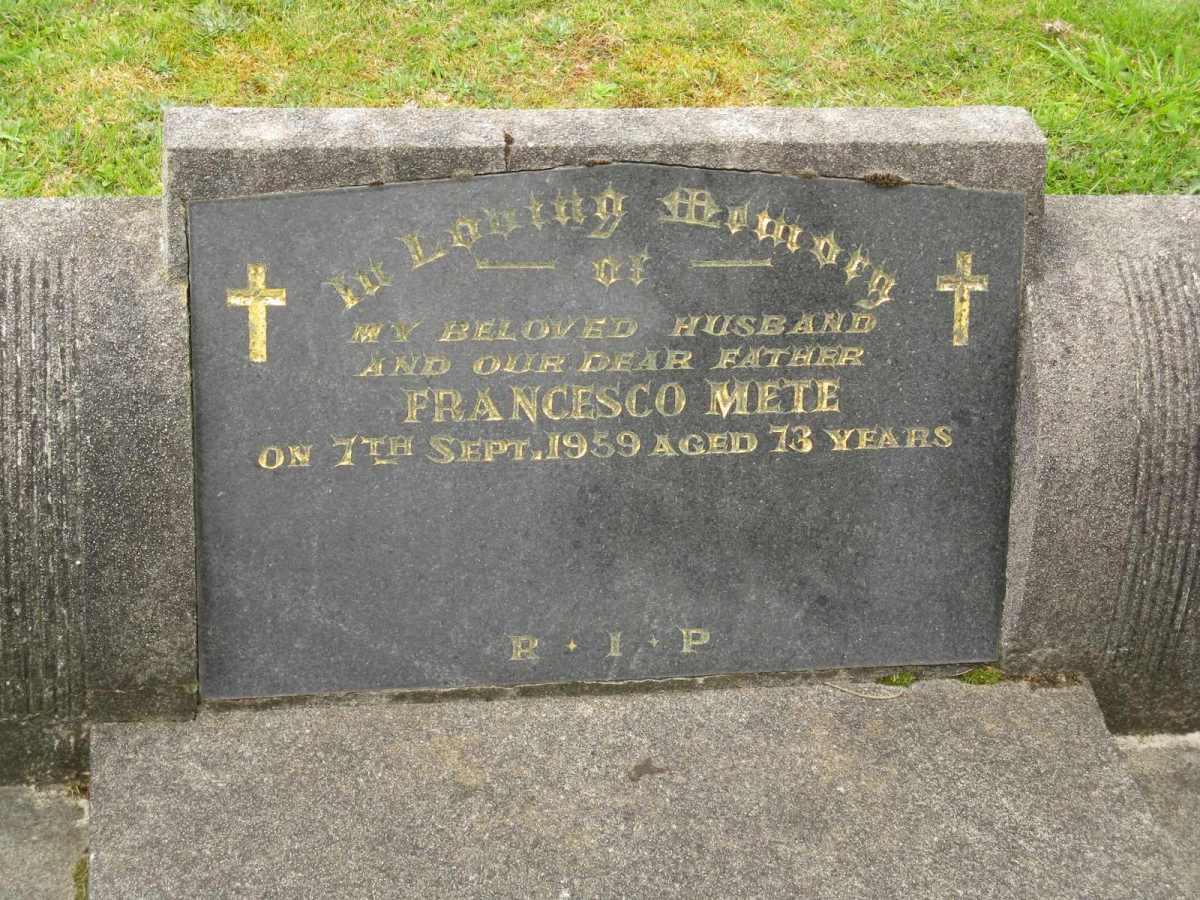 In Loving Memory
of
MY BELOVED HUSBAND
AND OUR DEAR FATHER
FRANCESCO METE
ON 7TH SEPT, 1959 AGED 73 YEARS
R · I · P